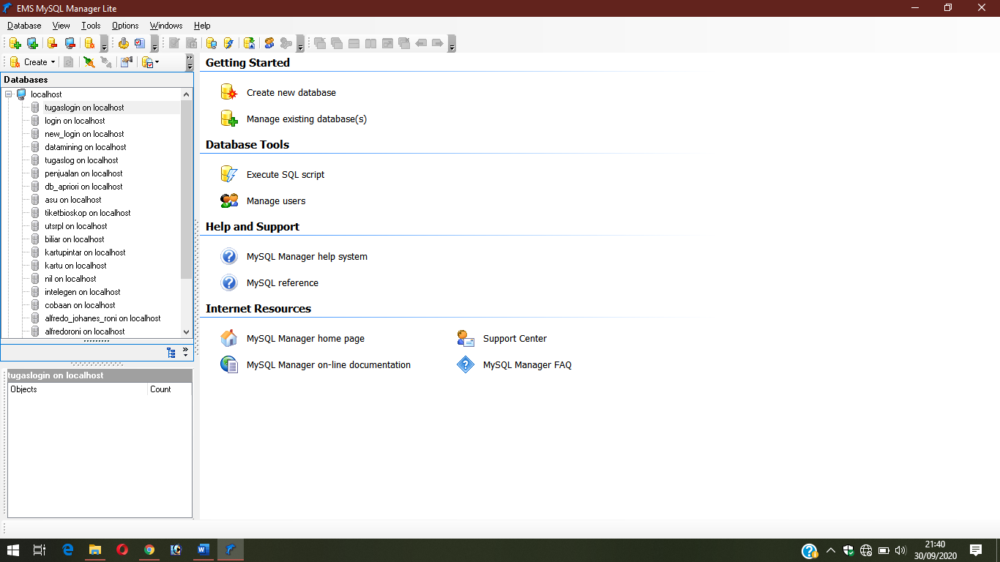 EMS MySQL Manager Lite
Database View Tools Options Windows Help
Create
Databases
localhost
tugaslogin on localhost
login on localhost
new_login on localhost
datamining on localhost
tugaslog on localhost
penjualan on localhost
db_apriori on localhost
asu on localhost
tiketbioskop on localhost
utsrpl on localhost
biliar on localhost
kartupintar on localhost
kartu on localhost
nil on localhost
intelegen on localhost
cobaan on localhost
alfredo_johanes_roni on localhost
alfredoroni on localhost
tugaslogin on localhost
Objects Count
Getting Started
Create new database
Manage existing database(s)
Database Tools
Execute SQL script
Manage users
Help and Support
MySQL Manager help system
MySQL reference
Internet Resources
MySQL Manager home page Support Center
MySQL Manager on-line documentation MySQL Manager FAQ
21:40
30/09/2020